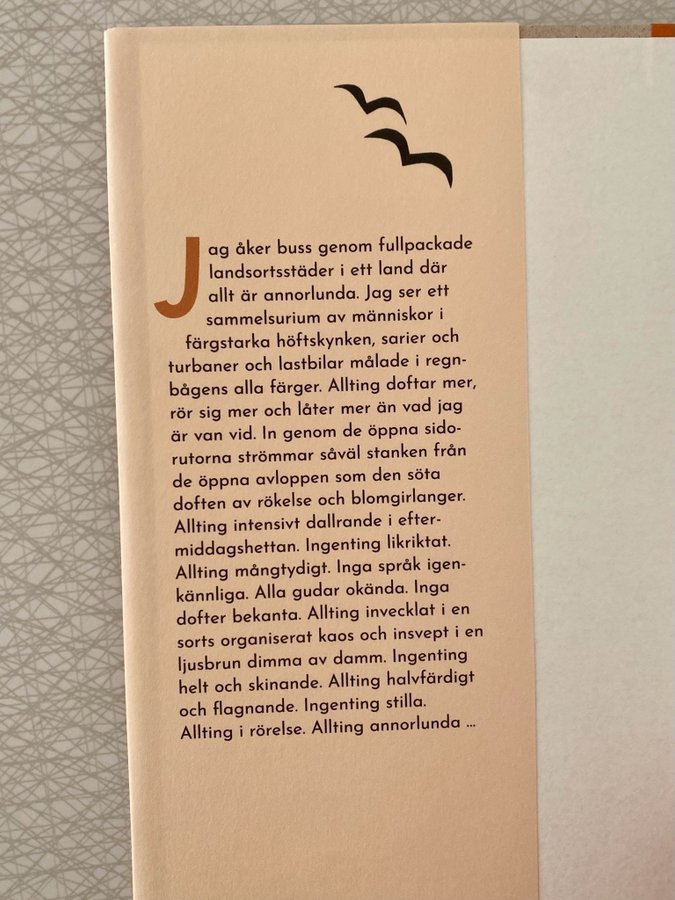 Jag åker buss genom fullpackade
landsortsstäder i ett land där
allt är annorlunda. Jag ser ett
sammelsurium av människor i
färgstarka höftskynken, sarier och
turbaner och lastbilar målade i regn-
bågens alla färger. Allting doftar mer,
rör sig mer och låter mer än vad jag
är van vid. In genom de öppna sido-
rutorna strömmar såväl stanken från
de öppna avloppen som den söta
doften av rökelse och blomgirlanger.
Allting intensivt dallrande i efter-
middagshettan. Ingenting likriktat.
Allting mångtydigt. Inga språk igen-
kännliga. Alla gudar okända. Inga
dofter bekanta. Allting invecklat i en
sorts organiserat kaos och insvept i en
ljusbrun dimma av damm. Ingenting
helt och skinande. Allting halvfärdigt
och flagnande. Ingenting stilla.
Allting i rörelse. Allting annorlunda ...